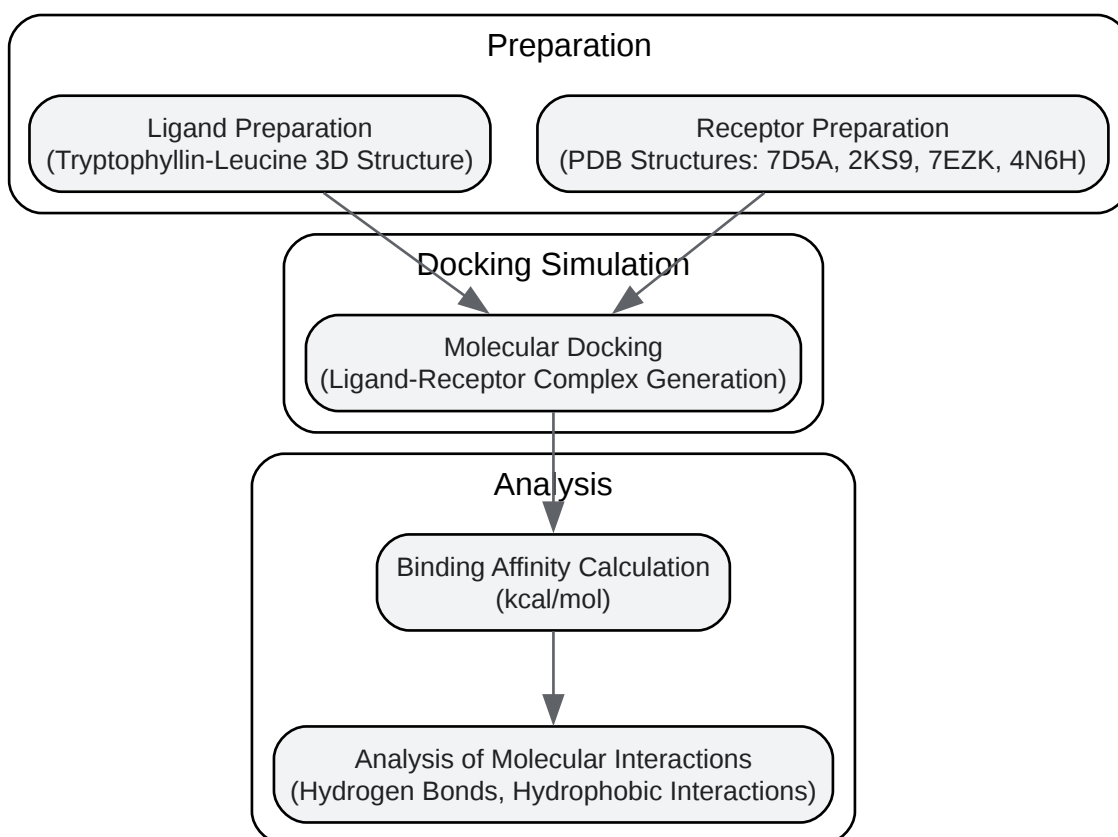 Preparation
Ligand Preparation
(Tryptophyllin-Leucine 3D Structure)
Receptor Preparation
(PDB Structures: 7D5A, 2KS9, 7EZK, 4N6H)
Docking Simulation
Molecular Docking
(Ligand-Receptor Complex Generation)
Analysis
Binding Affinity Calculation
(kcal/mol)
Analysis of Molecular Interactions
(Hydrogen Bonds, Hydrophobic Interactions)